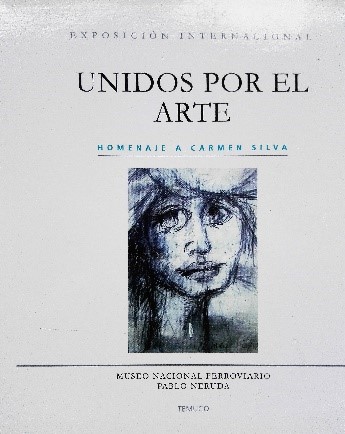 EXPOSICIÓN INTERNACIONAL
UNIDOS POR EL
ARTE
HOMENAJE A CARMEN SILVA
MUSEO NACIONAL FERROVIARIO
PABLO NERUDA
TEMUCO